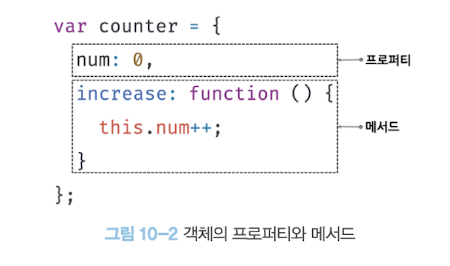 var counter = {
num: 0,
프로퍼티
increase: function () {
this.num++;
메서드
}
};
그림 10-2 객체의 프로퍼티와 메서드